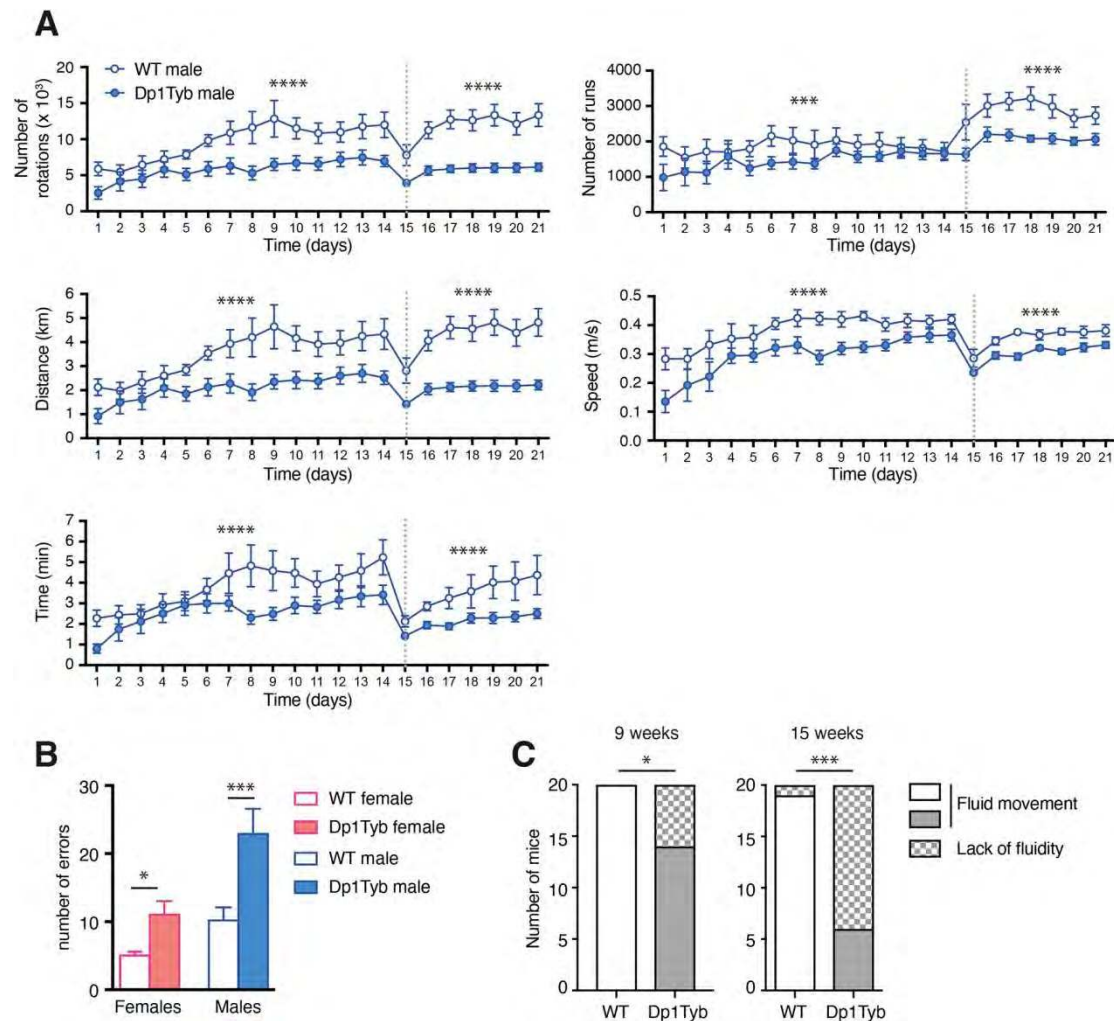 A
Number of
rotations (x 10³)
20
15
10
5
0
WT male
Dp1Tyb male
****
****
1 2 3 4 5 6 7 8 9 10 11 12 13 14 15 16 17 18 19 20 21
Time (days)
Number of runs
4000
3000
2000
1000
0
***
****
1 2 3 4 5 6 7 8 9 10 11 12 13 14 15 16 17 18 19 20 21
Time (days)
Distance (km)
6
5
4
3
2
1
0
****
****
1 2 3 4 5 6 7 8 9 10 11 12 13 14 15 16 17 18 19 20 21
Time (days)
Speed (m/s)
0.5
0.4
0.3
0.2
0.1
0.0
****
****
1 2 3 4 5 6 7 8 9 10 11 12 13 14 15 16 17 18 19 20 21
Time (days)
Time (min)
7
6
5
4
3
2
1
0
****
****
1 2 3 4 5 6 7 8 9 10 11 12 13 14 15 16 17 18 19 20 21
Time (days)
B
number of errors
30
20
10
0
*
***
Females Males
WT female
Dp1Tyb female
WT male
Dp1Tyb male
C
9 weeks
*
Number of mice
20
15
10
5
0
WT Dp1Tyb
15 weeks
***
20
15
10
5
0
WT Dp1Tyb
Fluid movement
Lack of fluidity